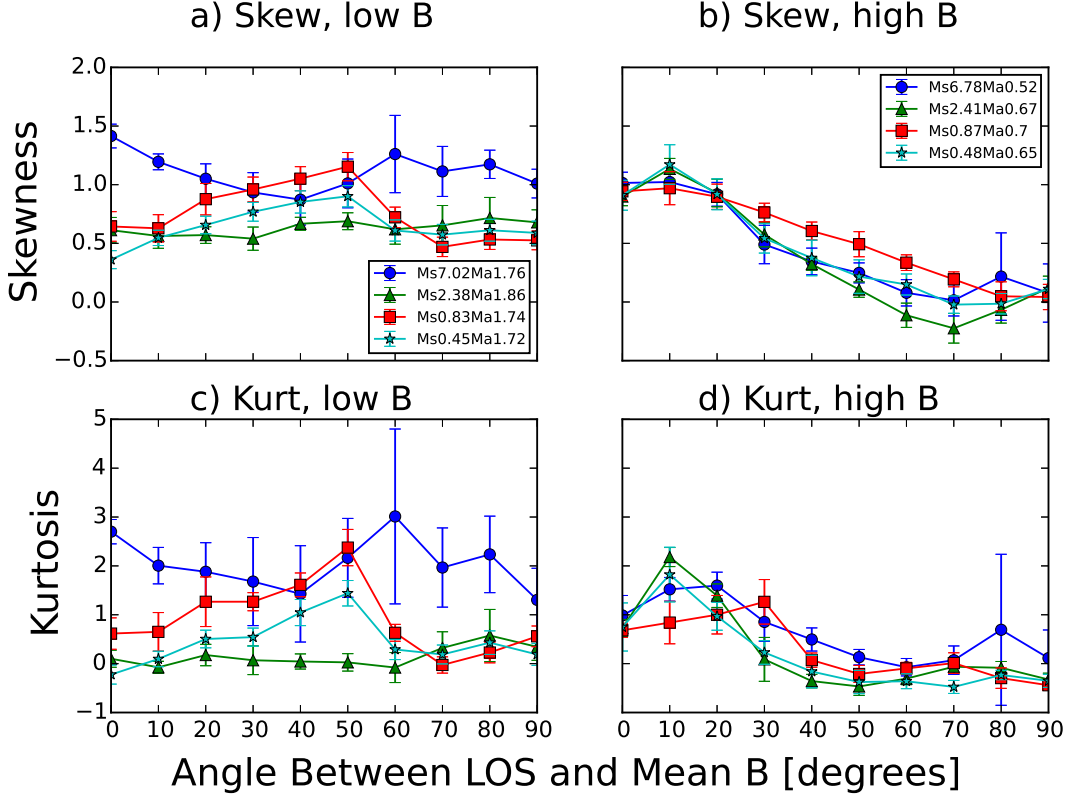 a) Skew, low B
b) Skew, high B
Skewness
2.0
1.5
1.0
0.5
0.0
−0.5
Ms7.02Ma1.76
Ms2.38Ma1.86
Ms0.83Ma1.74
Ms0.45Ma1.72
Ms6.78Ma0.52
Ms2.41Ma0.67
Ms0.87Ma0.7
Ms0.48Ma0.65
c) Kurt, low B
d) Kurt, high B
Kurtosis
5
4
3
2
1
0
−1
0 10 20 30 40 50 60 70 80 90
0 10 20 30 40 50 60 70 80 90
Angle Between LOS and Mean B [degrees]